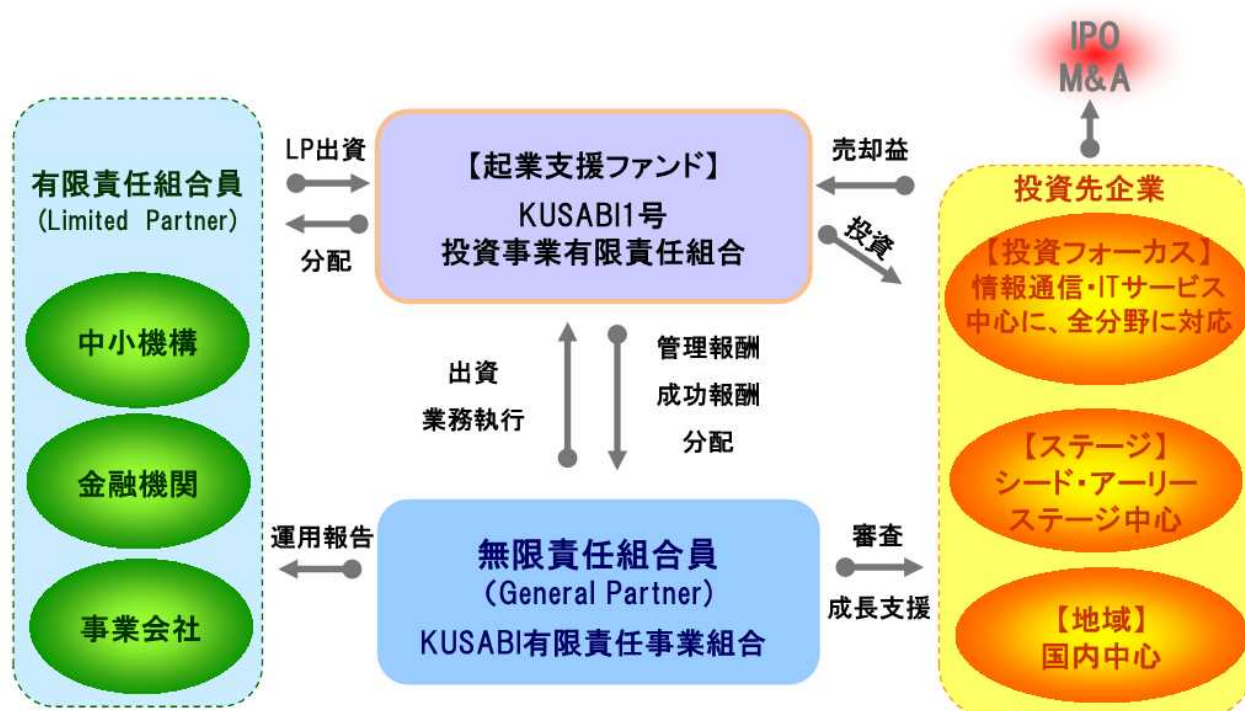 IPO
M&A
有限責任組合員
(Limited Partner)
中小機構
金融機関
事業会社
LP出資
分配
【起業支援ファンド】
KUSABI1号
投資事業有限責任組合
売却益
投資
出資
業務執行
管理報酬
成功報酬
分配
運用報告
無限責任組合員
(General Partner)
KUSABI有限責任事業組合
審査
成長支援
投資先企業
【投資フォーカス】
情報通信・ITサービス
中心に、全分野に対応
【ステージ】
シード・アーリー
ステージ中心
【地域】
国内中心